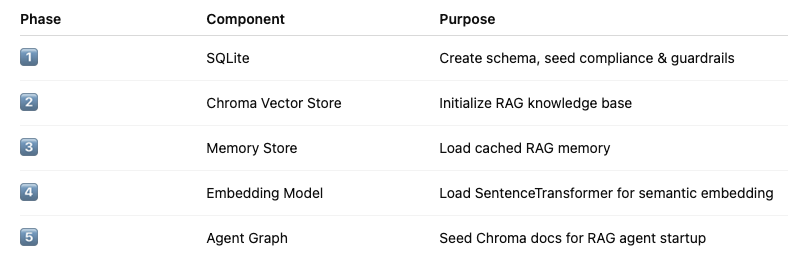 Phase Component Purpose
1 SQLite Create schema, seed compliance & guardrails
2 Chroma Vector Store Initialize RAG knowledge base
3 Memory Store Load cached RAG memory
4 Embedding Model Load SentenceTransformer for semantic embedding
5 Agent Graph Seed Chroma docs for RAG agent startup